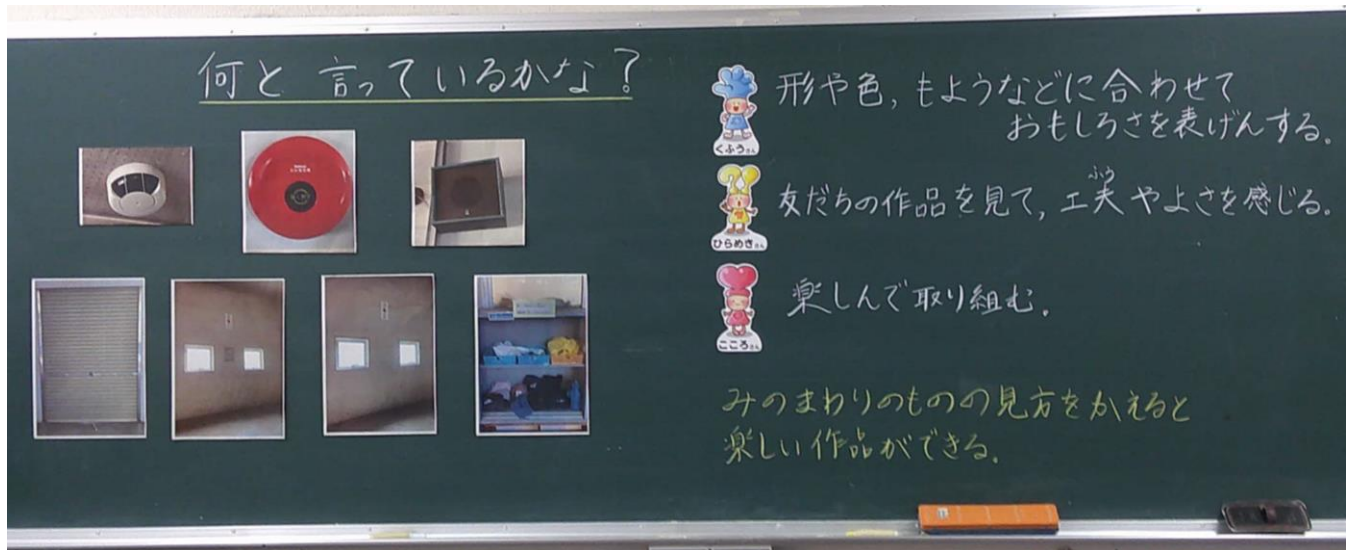 何と言っているかな?
くふうさん
形や色,もようなどに合わせて
おもしろさを表げんする.
ひらめきさん
友だちの作品を見て,工夫やよさを感じる.
ふう
こころさん
楽しんで取り組む.
みのまわりのものの見方をかえると
楽しい作品ができる.